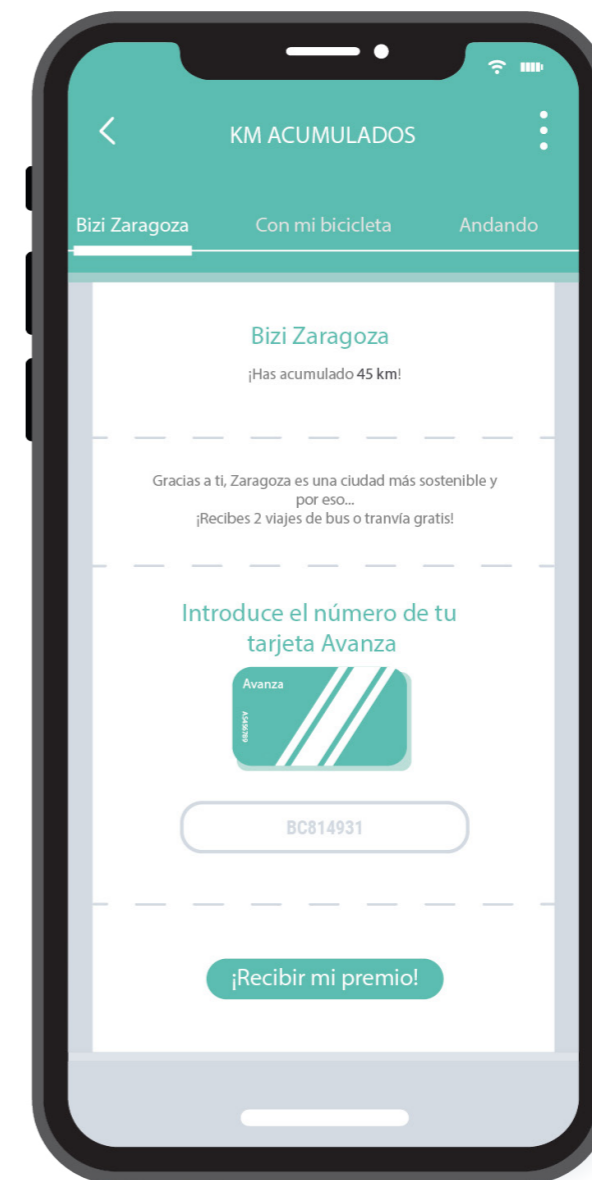 KM ACUMULADOS
Bizi Zaragoza Con mi bicicleta Andando
Bizi Zaragoza
¡Has acumulado 45 km!
Gracias a ti, Zaragoza es una ciudad más sostenible y
por eso...
¡Recibes 2 viajes de bus o tranvía gratis!
Introduce el número de tu
tarjeta Avanza
Avanza
BC814931
¡Recibir mi premio!